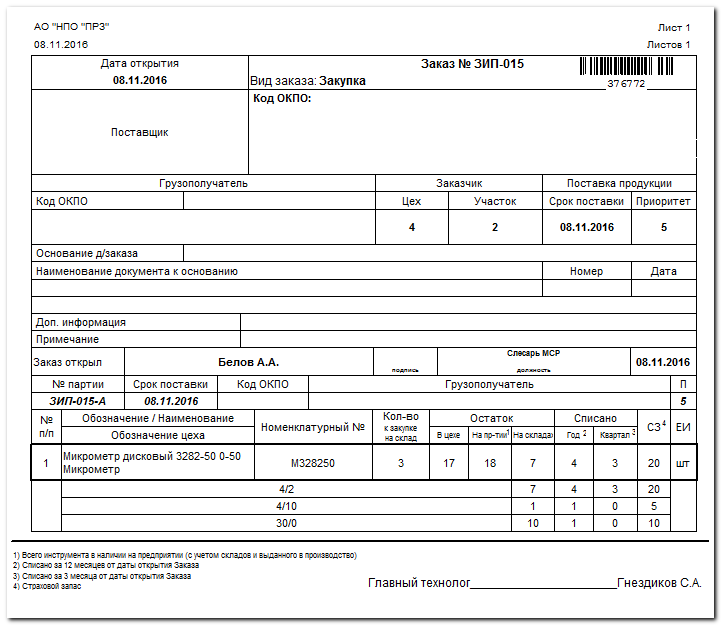 АО "НПО "ПРЗ" Лист 1
08.11.2016 Листов 1
Дата открытия Заказ № ЗИП-015
08.11.2016 Вид заказа: Закупка 376772
Код ОКПО:
Поставщик
Грузополучатель Заказчик Поставка продукции
Код ОКПО Цех Участок Срок поставки Приоритет
4 2 08.11.2016 5
Основание д/заказа
Наименование документа к основанию Номер Дата
Доп. информация
Примечание
Заказ открыл Белов А.А. подпись Слесарь МСР должность 08.11.2016
№ партии Срок поставки Код ОКПО Грузополучатель П
ЗИП-015-А 08.11.2016 5
№ п/п Обозначение / Наименование Обозначение цеха Номенклатурный № Кол-во к закупке на склад Остаток Списано СЗ 4 ЕИ
В цехе На пр-тии 1 На складах Год 2 Квартал 3
1 Микрометр дисковый 3282-50 0-50 М328250 3 17 18 7 4 3 20 шт
Микрометр
4/2 7 4 3 20
4/10 1 1 0 5
30/0 10 1 0 10
1) Всего инструмента в наличии на предприятии (с учетом складов и выданного в производство)
2) Списано за 12 месяцев от даты открытия Заказа
3) Списано за 3 месяца от даты открытия Заказа
4) Страховой запас
Главный технолог____________________Гнездиков С.А.